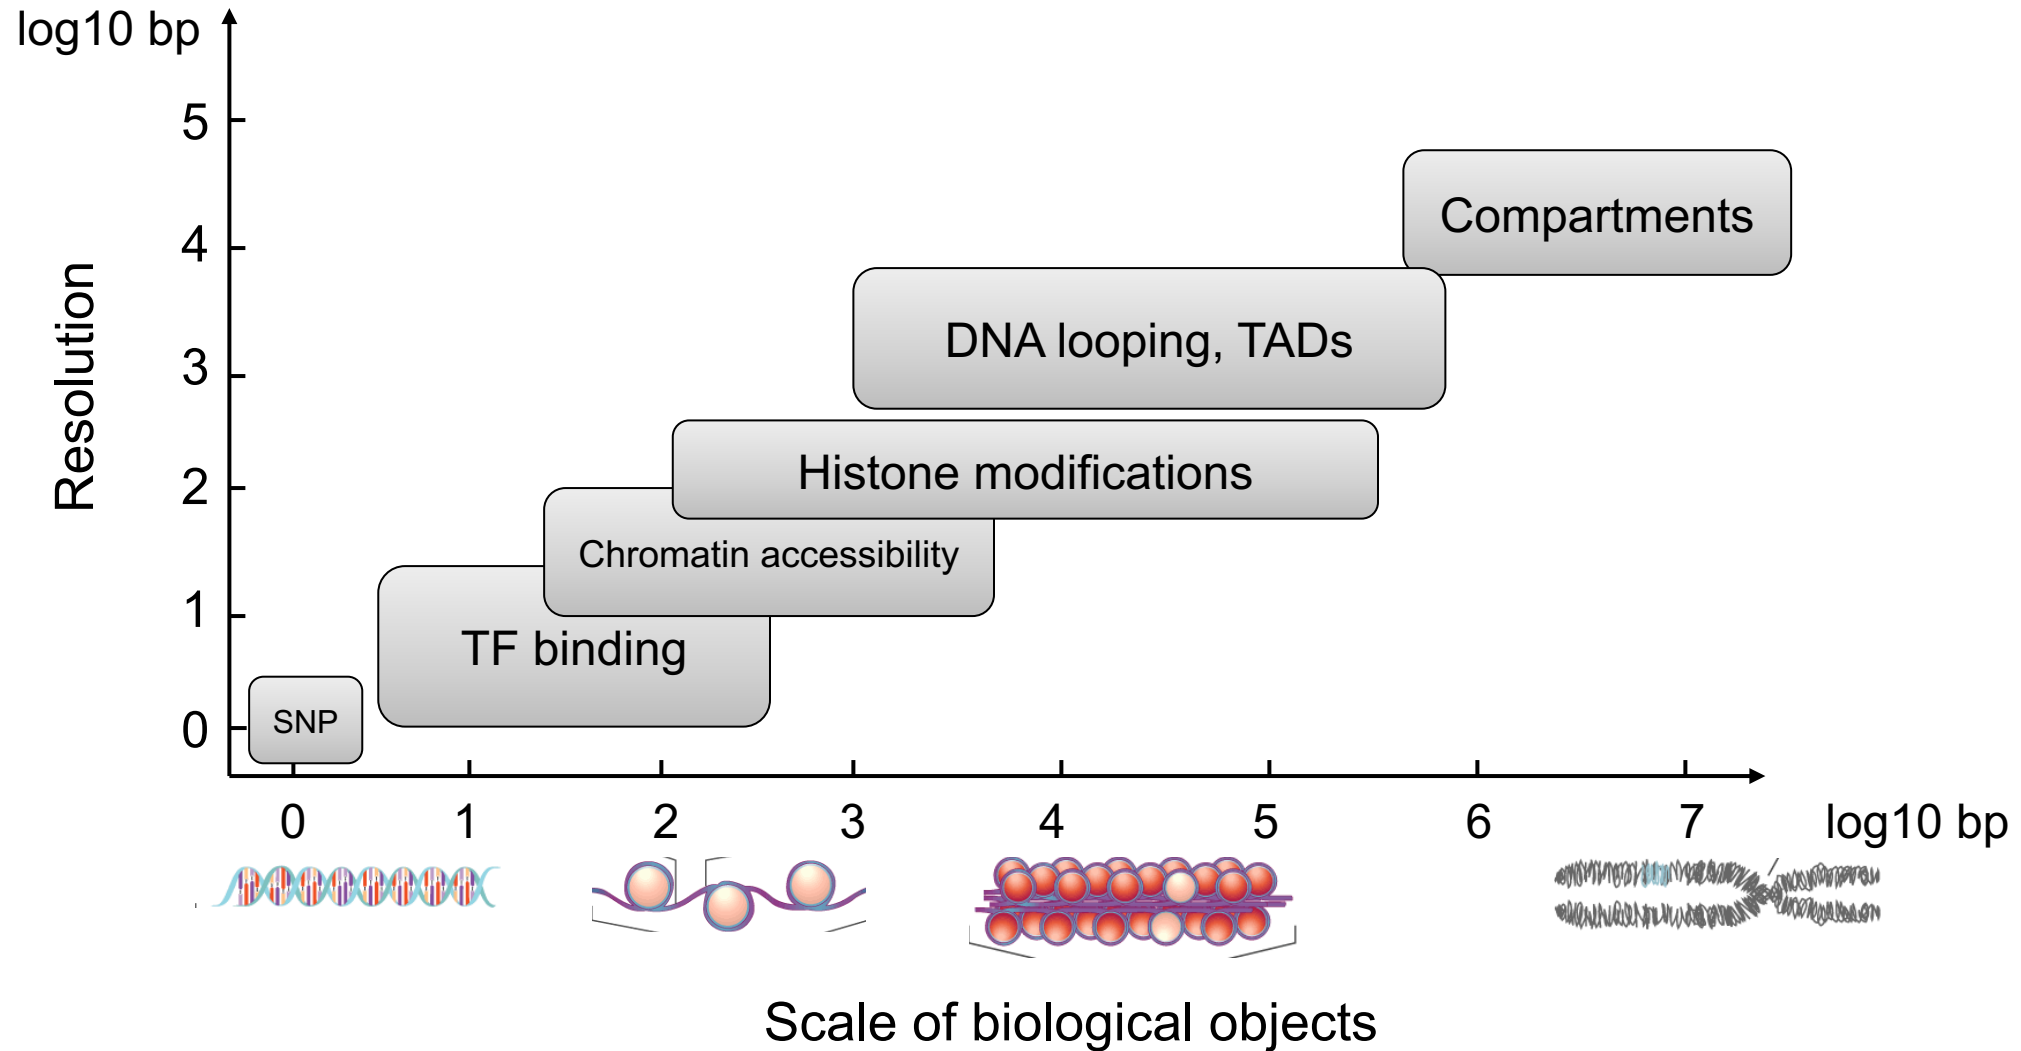 log10 bp
5
4
3
2
1
0
Resolution
Compartments
DNA looping, TADs
Histone modifications
Chromatin accessibility
TF binding
SNP
0 1 2 3 4 5 6 7 log10 bp
Scale of biological objects